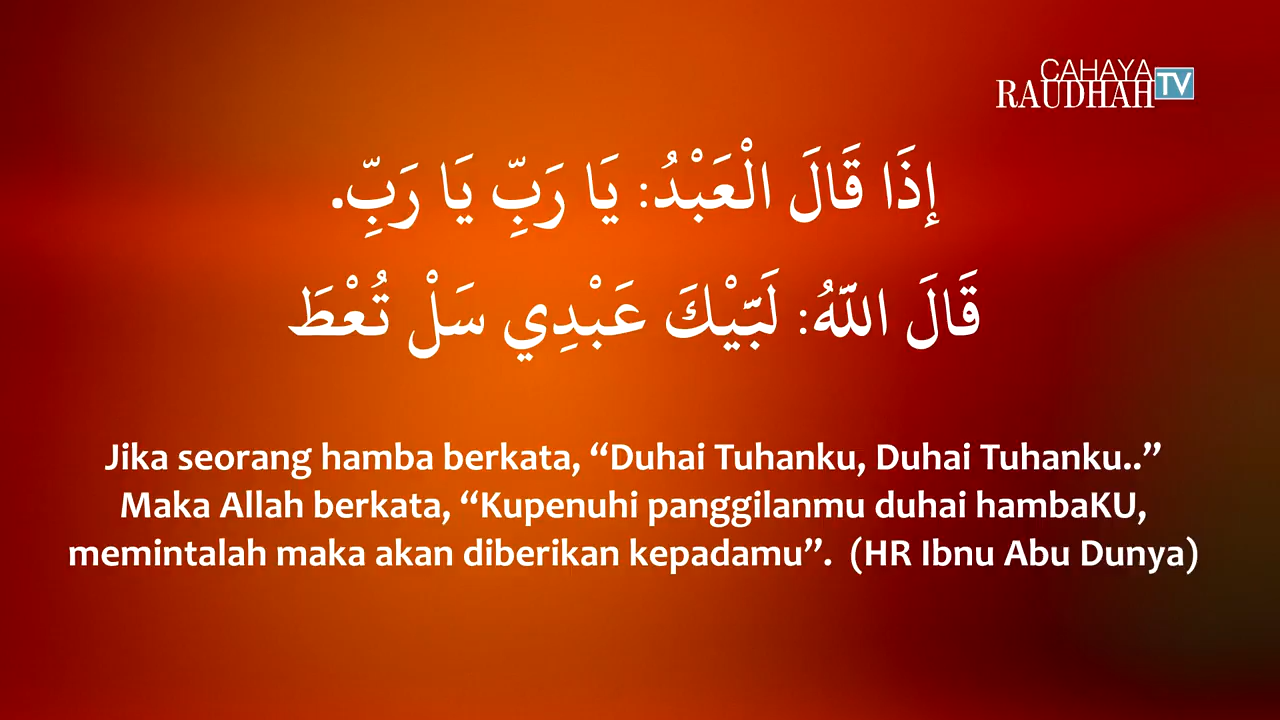 CAHAYA
RAUDHAH TV
إِذَا قَالَ الْعَبْدُ: يَا رَبِّ يَا رَبِّ.
قَالَ اللّٰهُ: لَبَّيْكَ عَبْدِي سَلْ تُعْطَ
Jika seorang hamba berkata, “Duhai Tuhanku, Duhai Tuhanku..”
Maka Allah berkata, “Kupenuhi panggilanmu duhai hambaKU,
memintalah maka akan diberikan kepadamu”. (HR Ibnu Abu Dunya)